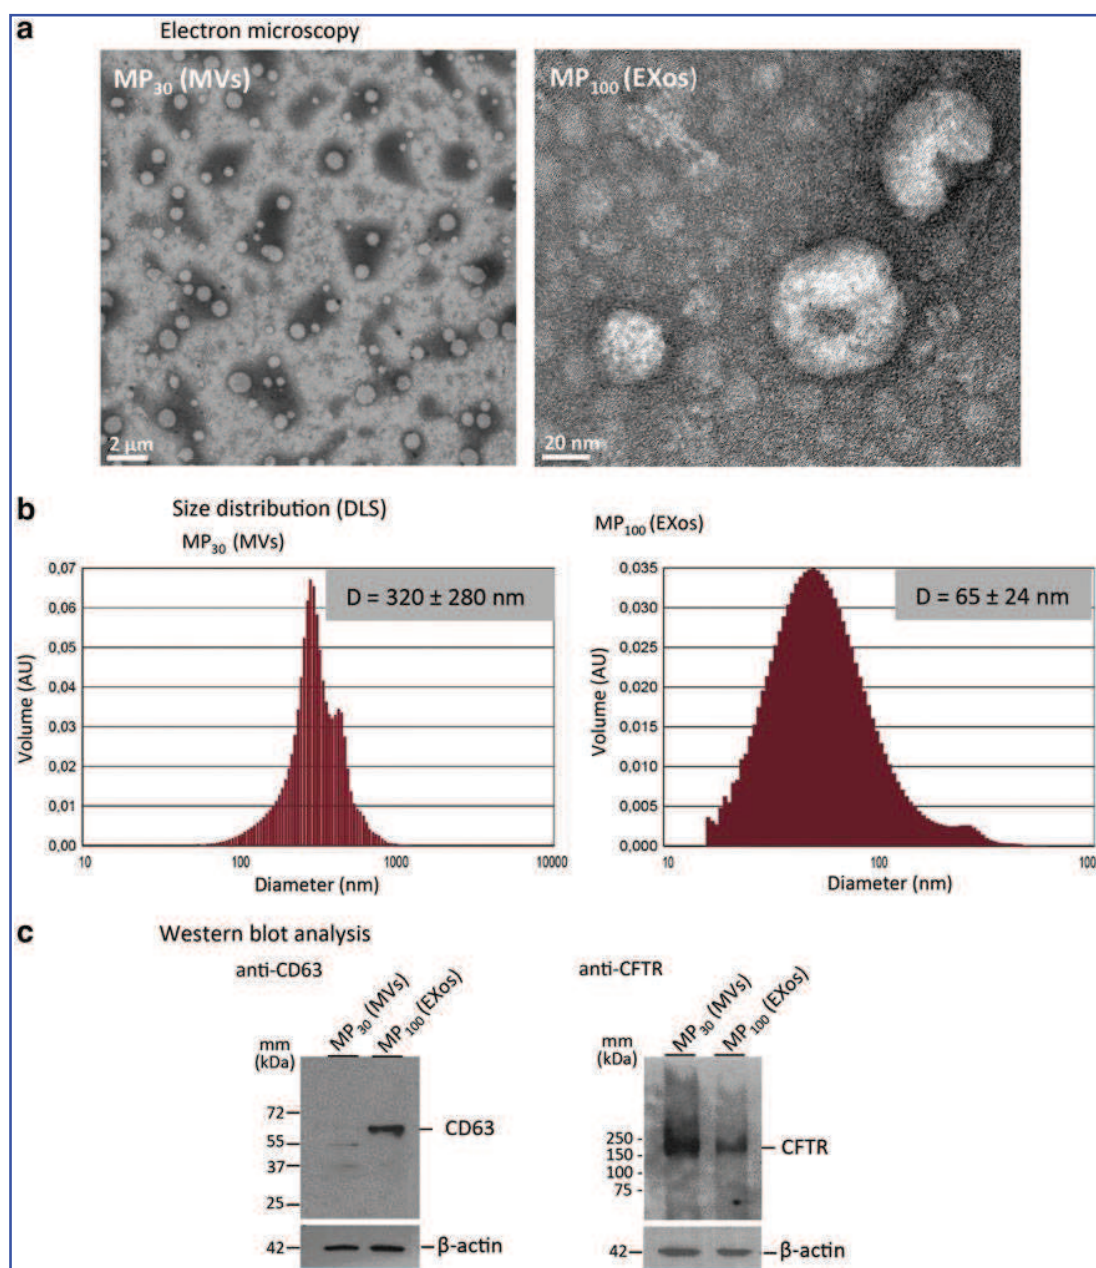 a Electron microscopy
MP30 (MVs)
2 μm
MP100 (EXos)
20 nm
b Size distribution (DLS)
MP30 (MVs)
D = 320 ± 280 nm
Volume (AU)
0,07
0,06
0,05
0,04
0,03
0,02
0,01
0,00
10 100 1000 10000
Diameter (nm)
MP100 (EXos)
D = 65 ± 24 nm
Volume (AU)
0,035
0,030
0,025
0,020
0,015
0,010
0,005
0,000
10 100 100
Diameter (nm)
c Western blot analysis
anti-CD63
MP30 (MVs)
MP100 (EXos)
mm
(kDa)
72
55
37
25
CD63
42
β-actin
anti-CFTR
MP30 (MVs)
MP100 (EXos)
mm
(kDa)
250
150
100
75
CFTR
42
β-actin